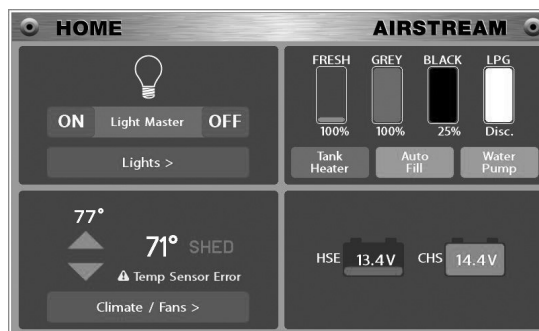 HOME AIRSTREAM
ON Light Master OFF
Lights >
FRESH GREY BLACK LPG
100% 100% 25% Disc.
Tank Heater
Auto Fill
Water Pump
77°
71° SHED
Temp Sensor Error
Climate / Fans >
HSE 13.4V CHS 14.4V